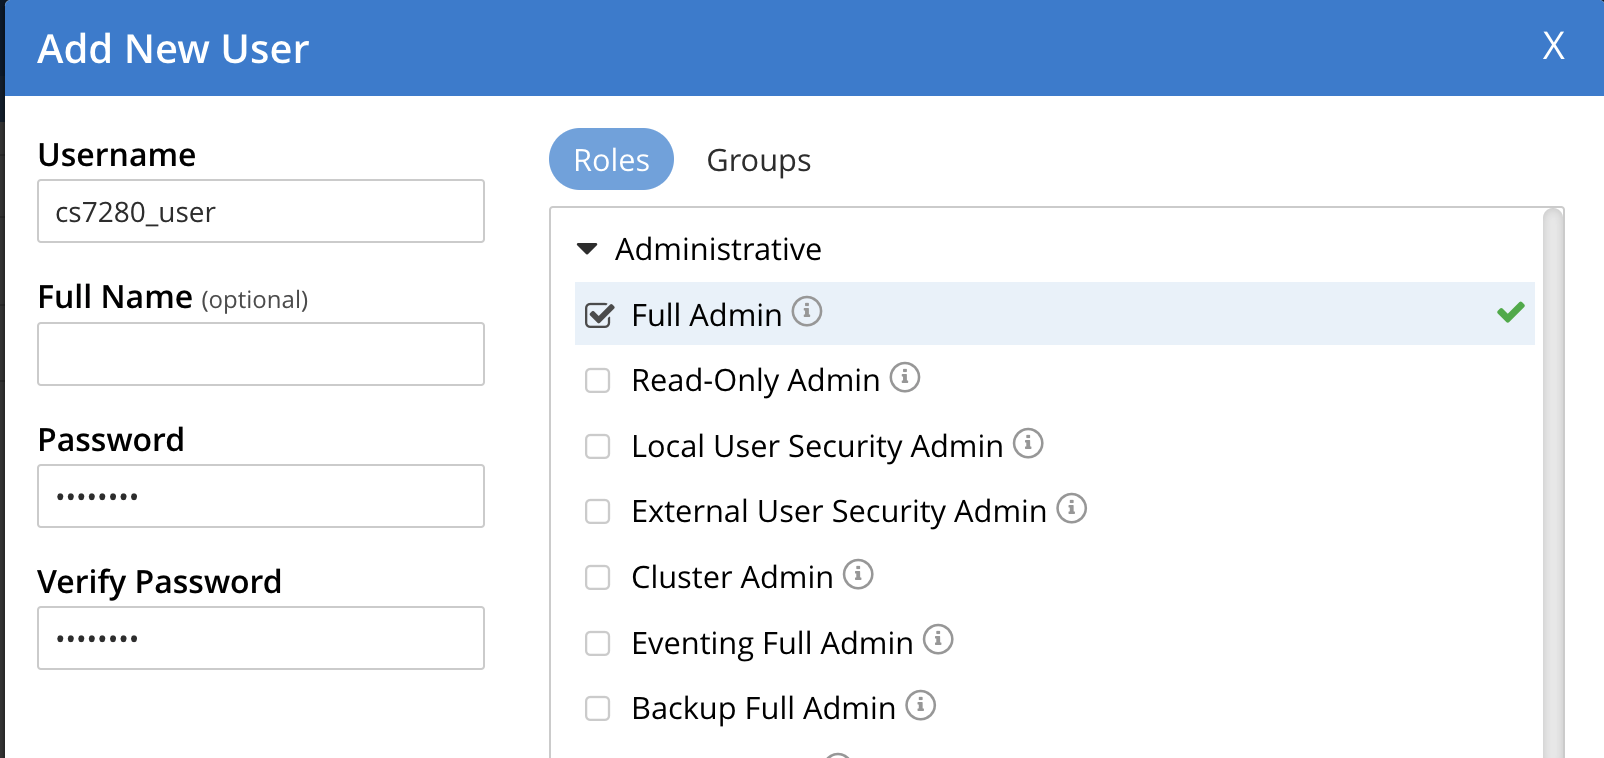 Add New User
X
Username
cs7280_user
Full Name (optional)
Password
••••••••
Verify Password
••••••••
Roles
Groups
Administrative
Full Admin
Read-Only Admin
Local User Security Admin
External User Security Admin
Cluster Admin
Eventing Full Admin
Backup Full Admin